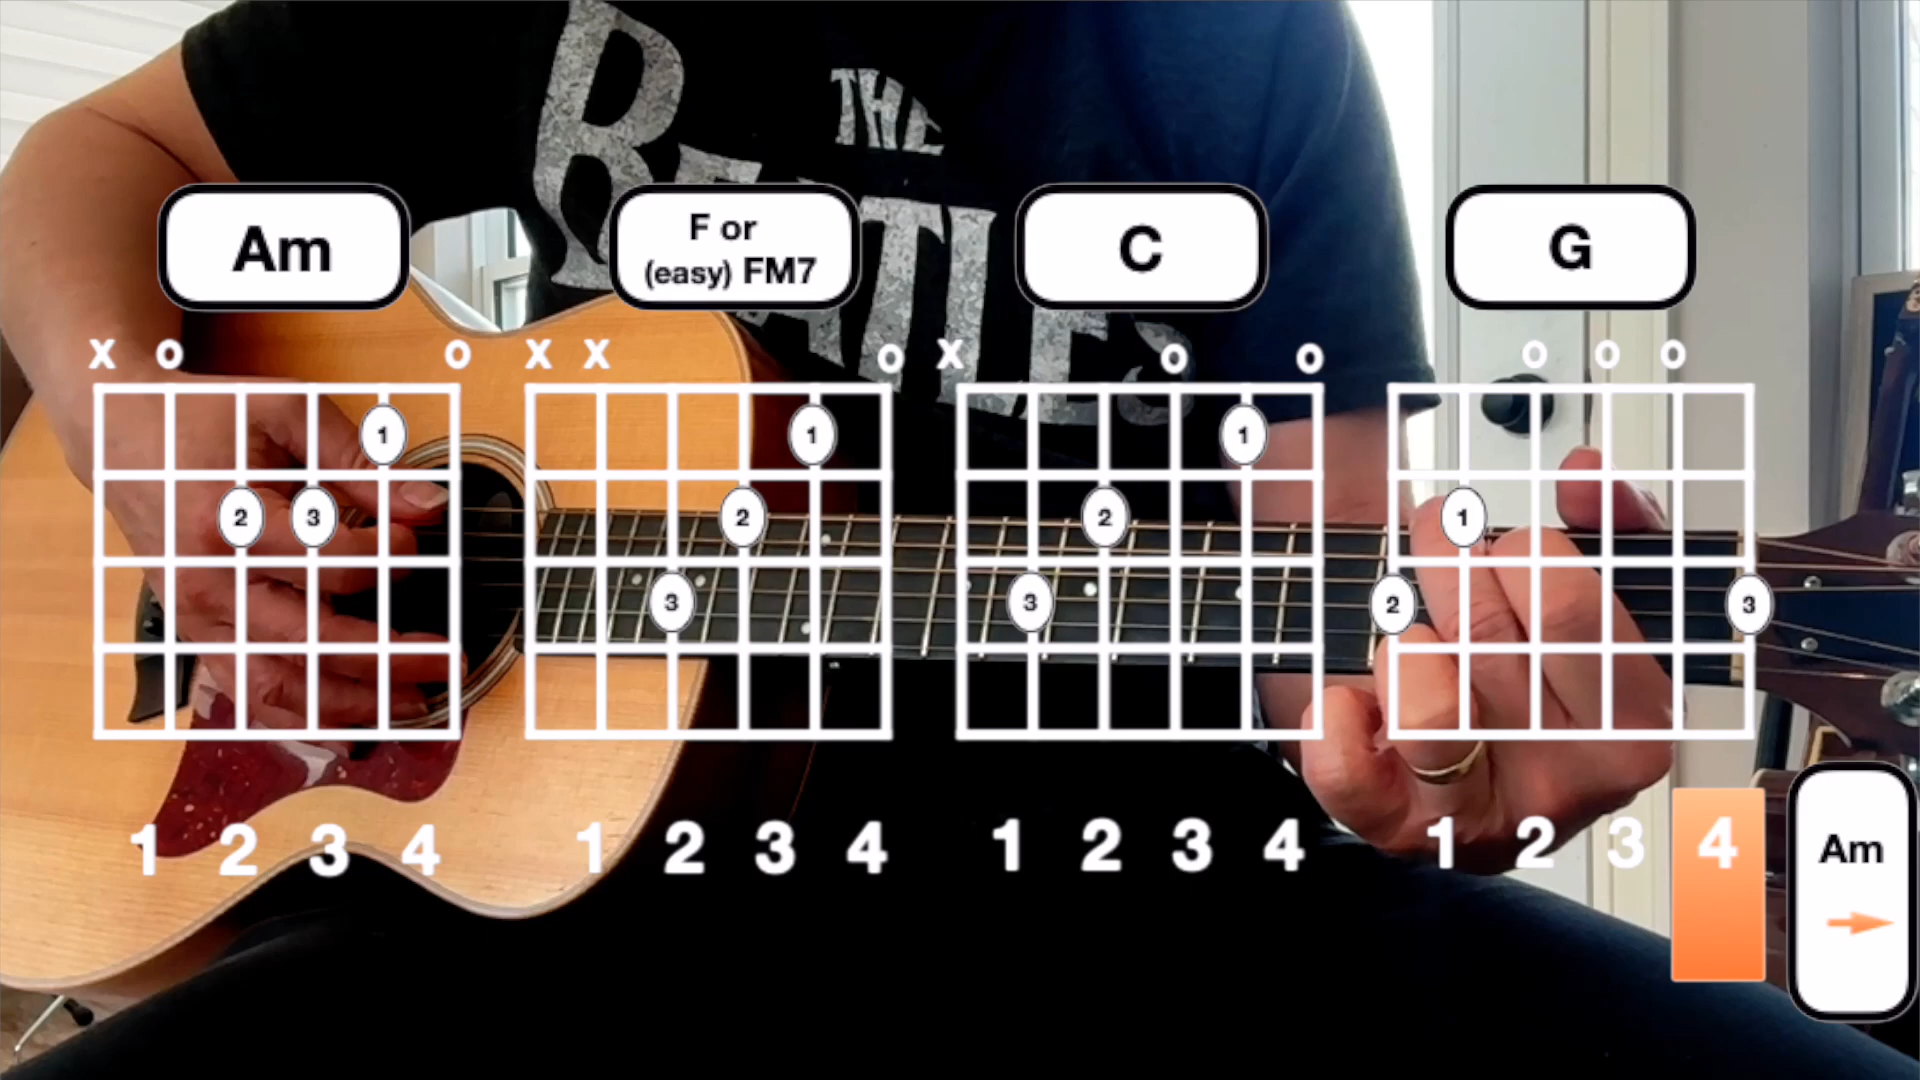 THE
BEATLES
Am
F or
(easy) FM7
C
G
x o o
x x o
x o o
o o o
1
2 3
1
2
3
1
2
3
1
2 3
1 2 3 4
1 2 3 4
1 2 3 4
1 2 3 4
Am